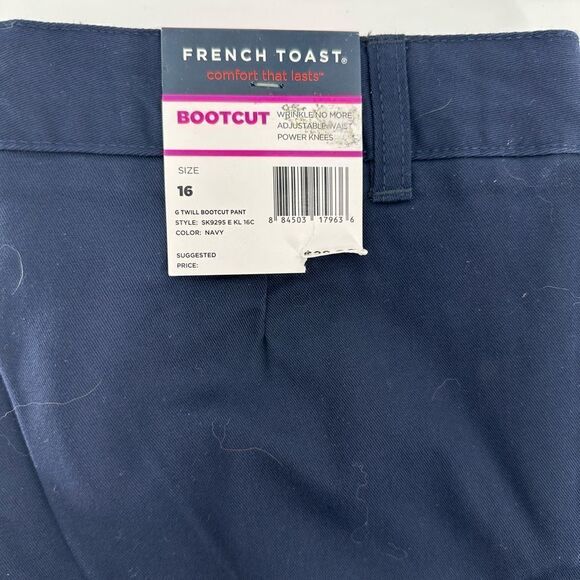 FRENCH TOAST®
comfort that lasts™
BOOTCUT
WRINKLE NO MORE
ADJUSTABLE WAIST
POWER KNEES
SIZE
16
G TWILL BOOTCUT PANT
STYLE: SK9295 E KL 16C
COLOR: NAVY
SUGGESTED
PRICE:
8 84503 17963 6